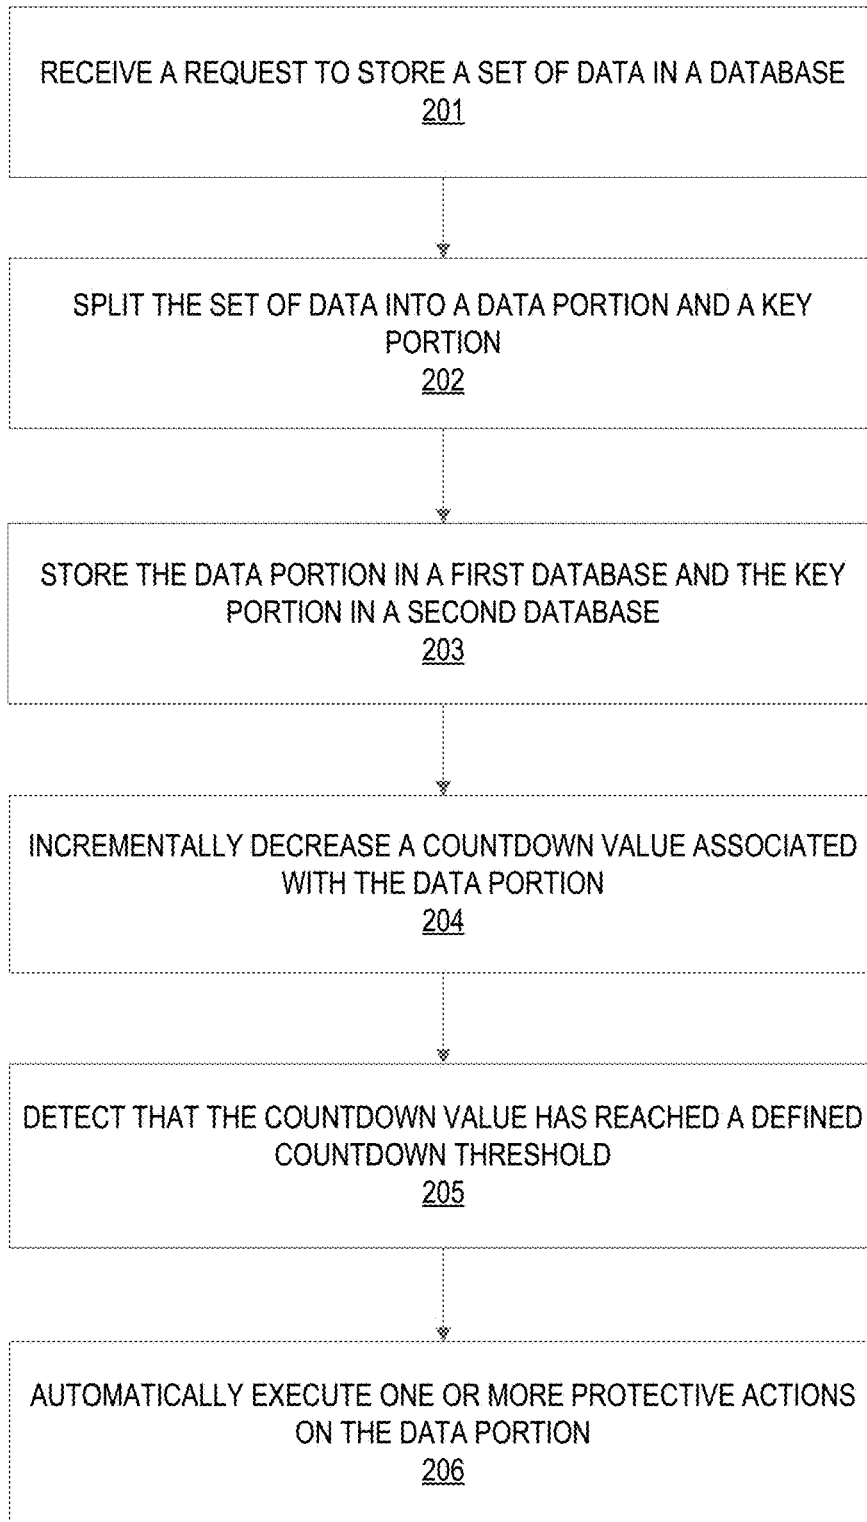 RECEIVE A REQUEST TO STORE A SET OF DATA IN A DATABASE
201
SPLIT THE SET OF DATA INTO A DATA PORTION AND A KEY
PORTION
202
STORE THE DATA PORTION IN A FIRST DATABASE AND THE KEY
PORTION IN A SECOND DATABASE
203
INCREMENTALLY DECREASE A COUNTDOWN VALUE ASSOCIATED
WITH THE DATA PORTION
204
DETECT THAT THE COUNTDOWN VALUE HAS REACHED A DEFINED
COUNTDOWN THRESHOLD
205
AUTOMATICALLY EXECUTE ONE OR MORE PROTECTIVE ACTIONS
ON THE DATA PORTION
206